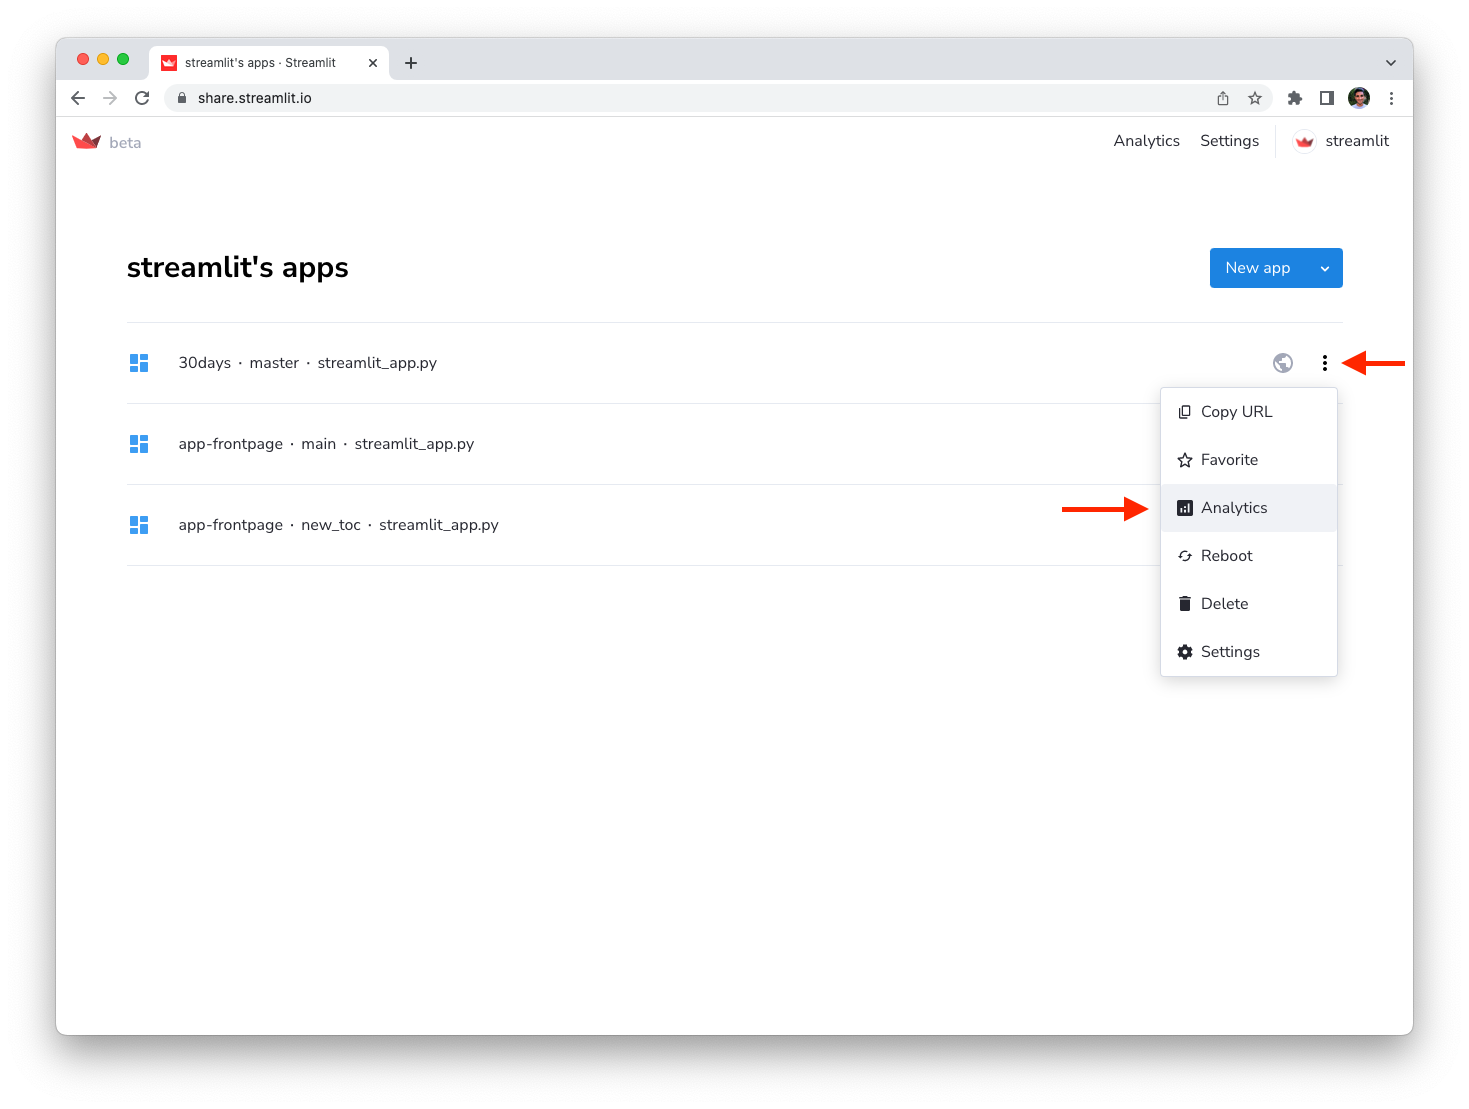 streamlit's apps · Streamlit
share.streamlit.io
beta
Analytics
Settings
streamlit
streamlit's apps
New app
30days · master · streamlit_app.py
Copy URL
app-frontpage · main · streamlit_app.py
Favorite
Analytics
app-frontpage · new_toc · streamlit_app.py
Reboot
Delete
Settings